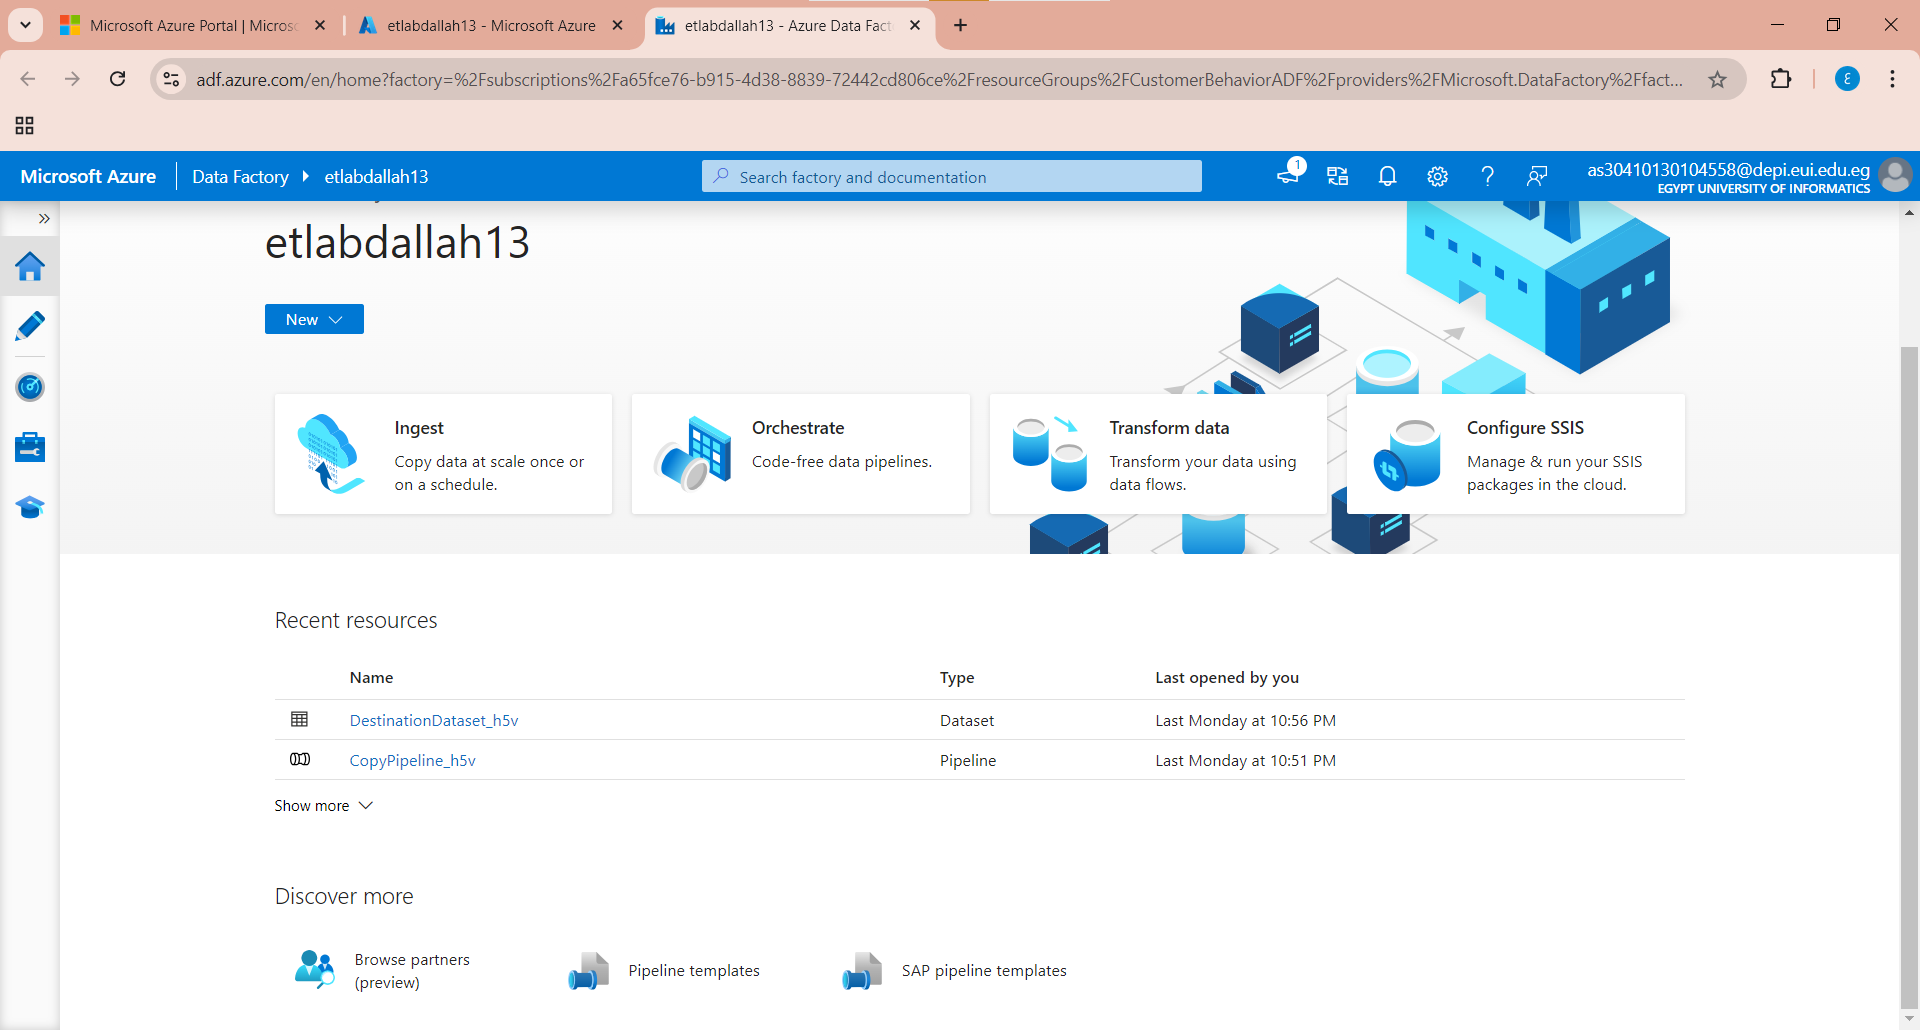 Microsoft Azure Portal | Micros
etlabdallah13 - Microsoft Azure
etlabdallah13 - Azure Data Fact
adf.azure.com/en/home?factory=%2Fsubscriptions%2Fa65fce76-b915-4d38-8839-72442cd806ce%2FresourceGroups%2FCustomerBehaviorADF%2Fproviders%2FMicrosoft.DataFactory%2Ffact...
ε
Microsoft Azure
Data Factory
etlabdallah13
Search factory and documentation
1
as30410130104558@depi.eui.edu.eg
EGYPT UNIVERSITY OF INFORMATICS
etlabdallah13
New
Ingest
Copy data at scale once or
on a schedule.
Orchestrate
Code-free data pipelines.
Transform data
Transform your data using
data flows.
Configure SSIS
Manage & run your SSIS
packages in the cloud.
Recent resources
Name Type Last opened by you
DestinationDataset_h5v Dataset Last Monday at 10:56 PM
CopyPipeline_h5v Pipeline Last Monday at 10:51 PM
Show more
Discover more
Browse partners
(preview)
Pipeline templates
SAP pipeline templates